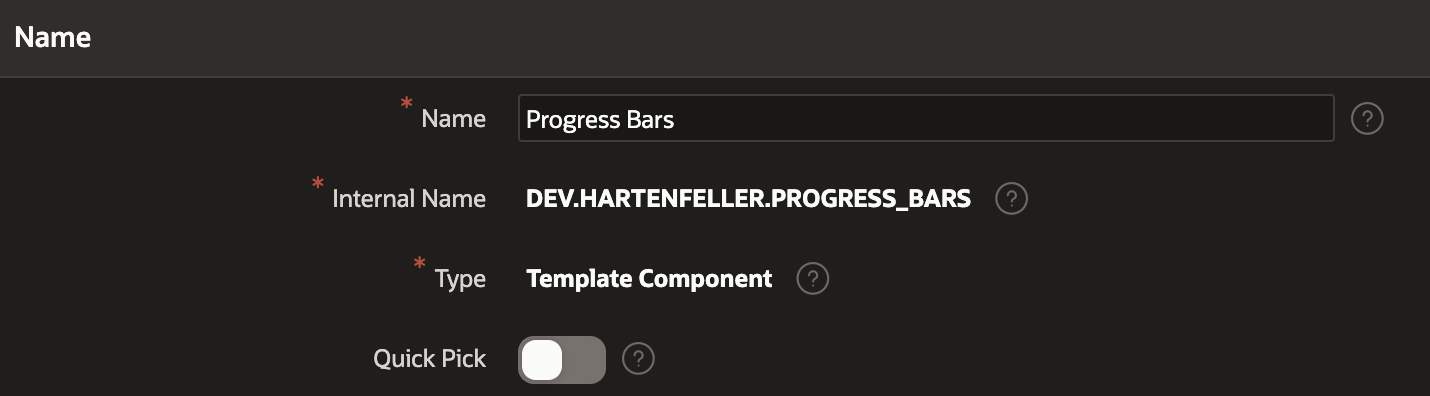 Name
* Name Progress Bars ?
* Internal Name DEV.HARTENFELLER.PROGRESS_BARS ?
* Type Template Component ?
Quick Pick ?